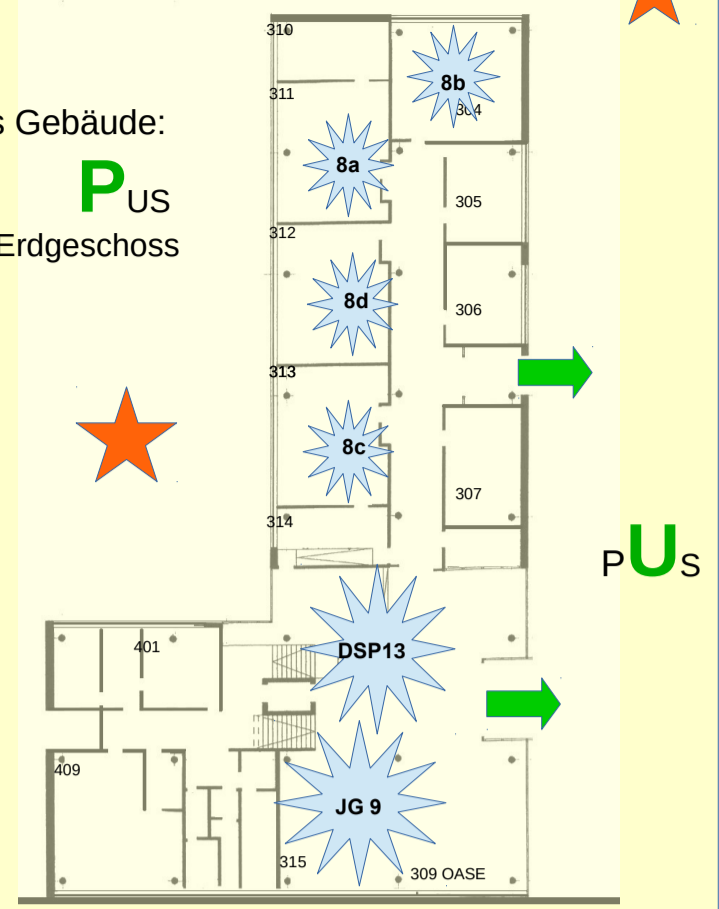 310
8b
304
311
s Gebäude:
8a
PUS
305
312
Erdgeschoss
8d
306
313
8c
307
314
PUS
401
DSP13
409
JG 9
315
309 OASE